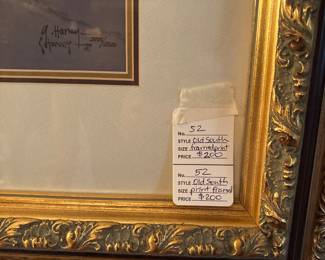 G. Harvey
G Harvey
No. 52
STYLE Old South
SIZE framed print
PRICE $200
No. 52
STYLE Old South
SIZE print framed
PRICE $200